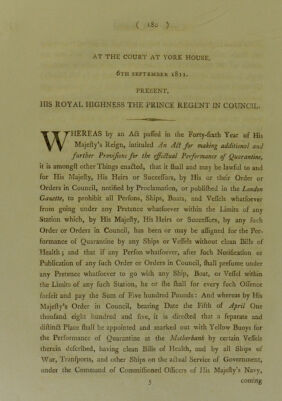 ( 180 )
AT THE COURT AT YORK HOUSE,
6TH SEPTEMBER 1811.
PRESENT,
HIS ROYAL HIGHNESS THE PRINCE REGENT IN COUNCIL.
WHEREAS by an Act paſſed in the Forty-ſixth Year of His
Majeſty's Reign, intituled An Act for making additional and
further Proviſions for the effectual Performance of Quarantine,
it is amongſt other Things enacted, that it ſhall and may be lawful to and
for His Majeſty, His Heirs or Succeſſors, by His or their Order or
Orders in Council, notified by Proclamation, or publiſhed in the London
Gazette, to prohibit all Perſons, Ships, Boats, and Veſſels whatſoever
from going under any Pretence whatſoever within the Limits of any
Station which, by His Majeſty, His Heirs or Succeſſors, by any ſuch
Order or Orders in Council, has been or may be aſſigned for the Per-
formance of Quarantine by any Ships or Veſſels without clean Bills of
Health; and that if any Perſon whatſoever, after ſuch Notification or
Publication of any ſuch Order or Orders in Council, ſhall preſume under
any Pretence whatſoever to go with any Ship, Boat, or Veſſel within
the Limits of any ſuch Station, he or ſhe ſhall for every ſuch Offence
forfeit and pay the Sum of Five hundred Pounds: And whereas by His
Majeſty's Order in Council, bearing Date the Fifth of April One
thouſand eight hundred and five, it is directed that a ſeparate and
diſtinct Place ſhall be appointed and marked out with Yellow Buoys for
the Performance of Quarantine at the Motherbank by certain Veſſels
therein deſcribed, having clean Bills of Health, and by all Ships of
War, Tranſports, and other Ships on the actual Service of Government,
under the Command of Commiſſioned Officers of His Majeſty's Navy,
5 coming